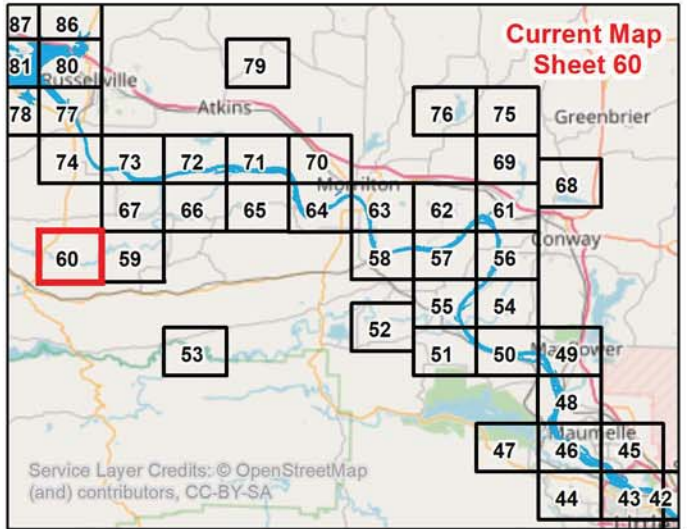 87 86
Current Map
Sheet 60
81 80
Russellville
79
Atkins
78 77
76 75
Greenbrier
74 73 72 71 70
69
Morrilton
68
67 66 65 64 63 62 61
Conway
60 59
58 57 56
55 54
52
53
51 50 49
48
Maumelle
47 46 45
Service Layer Credits: © OpenStreetMap
(and) contributors, CC-BY-SA
44 43 42